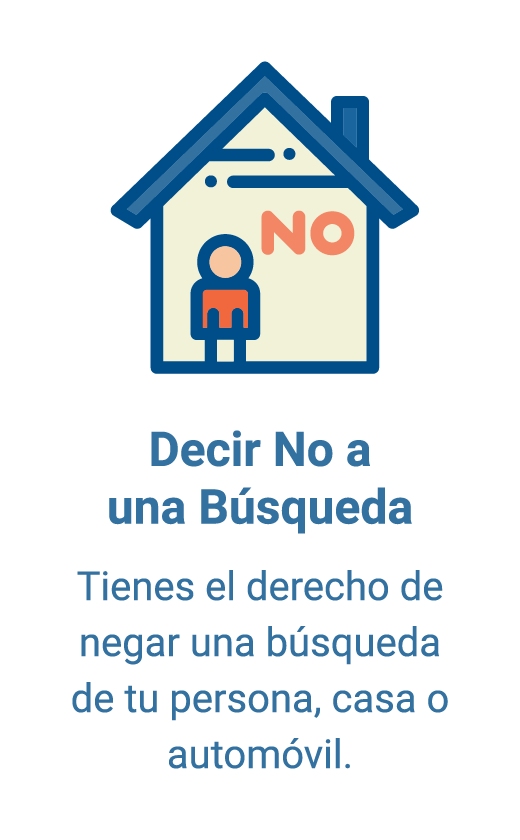 NO
Decir No a
una Búsqueda
Tienes el derecho de
negar una búsqueda
de tu persona, casa o
automóvil.